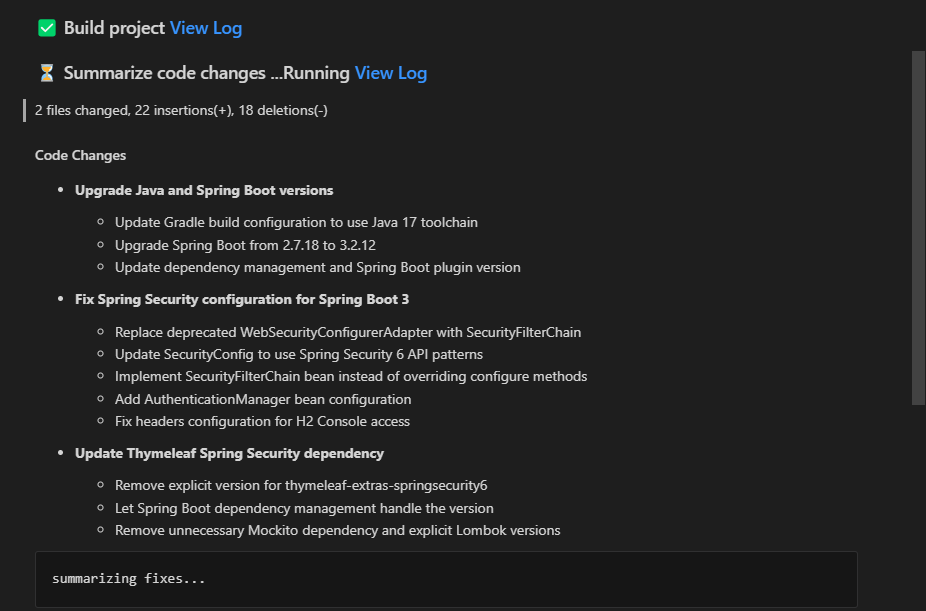 Build project View Log
Summarize code changes ...Running View Log
2 files changed, 22 insertions(+), 18 deletions(-)
Code Changes
Upgrade Java and Spring Boot versions
Update Gradle build configuration to use Java 17 toolchain
Upgrade Spring Boot from 2.7.18 to 3.2.12
Update dependency management and Spring Boot plugin version
Fix Spring Security configuration for Spring Boot 3
Replace deprecated WebSecurityConfigurerAdapter with SecurityFilterChain
Update SecurityConfig to use Spring Security 6 API patterns
Implement SecurityFilterChain bean instead of overriding configure methods
Add AuthenticationManager bean configuration
Fix headers configuration for H2 Console access
Update Thymeleaf Spring Security dependency
Remove explicit version for thymeleaf-extras-springsecurity6
Let Spring Boot dependency management handle the version
Remove unnecessary Mockito dependency and explicit Lombok versions
summarizing fixes...